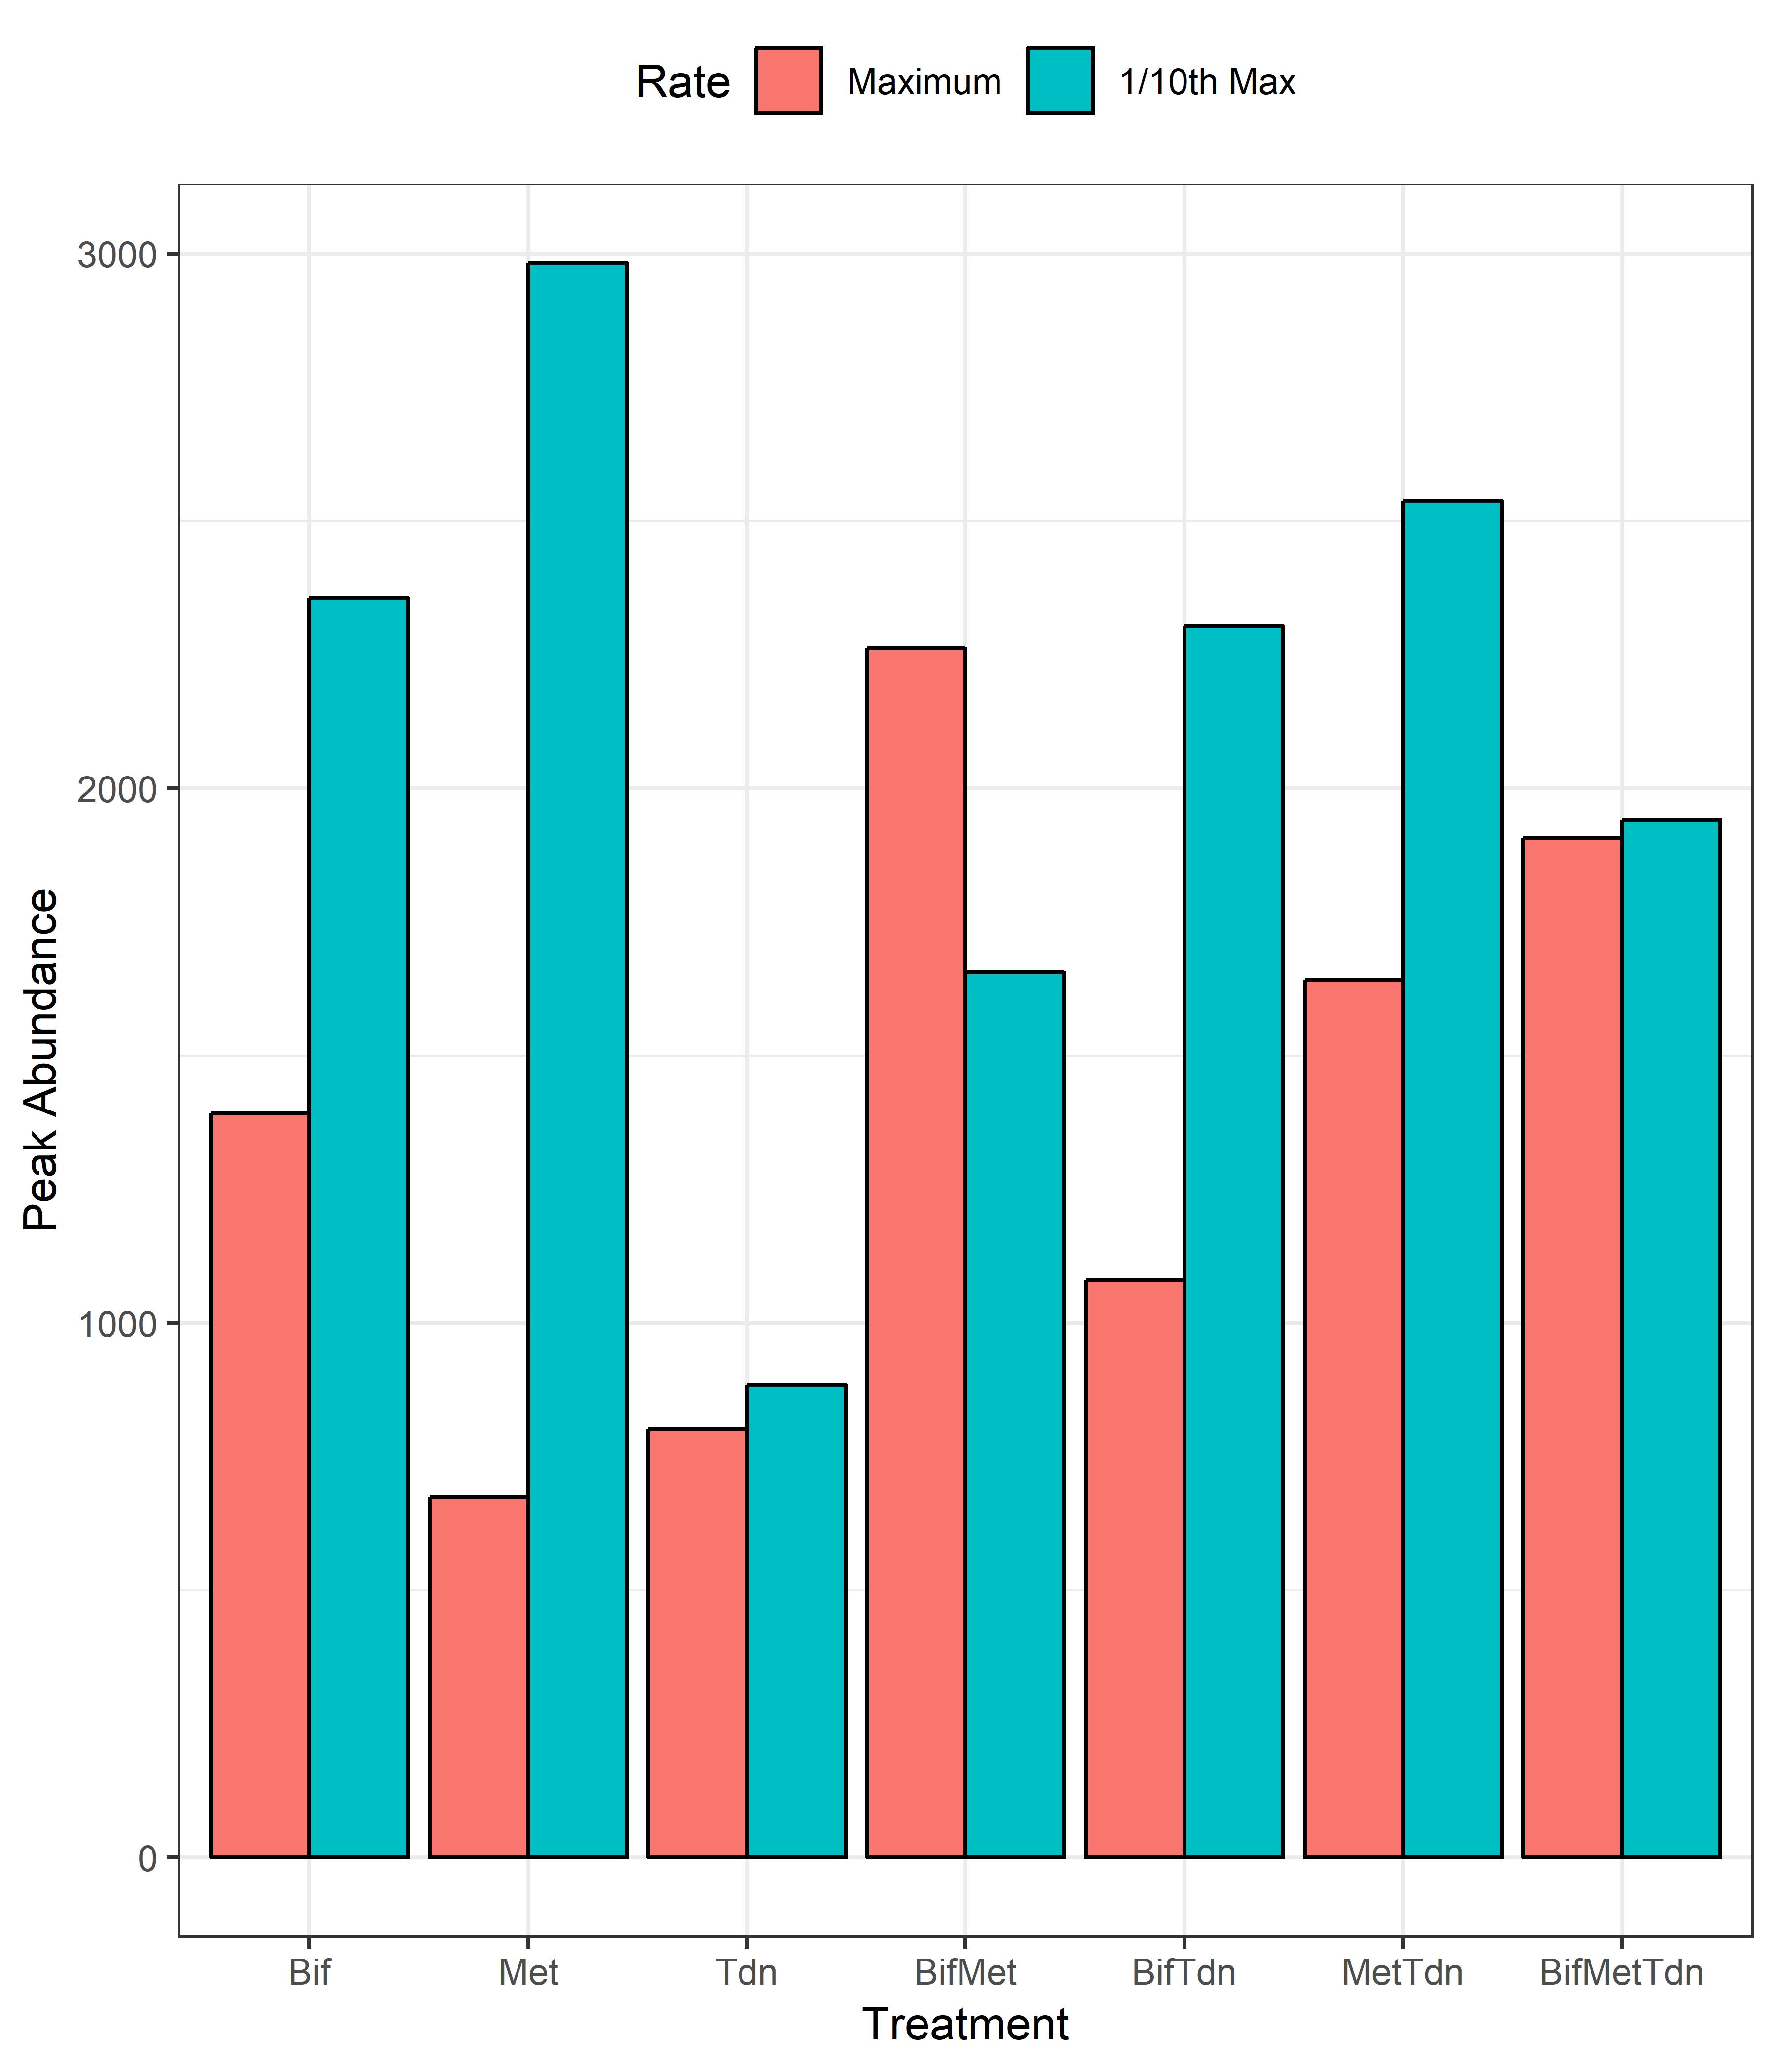 Rate Maximum 1/10th Max
3000
2000
1000
0
Peak Abundance
Bif Met Tdn BifMet BifTdn MetTdn BifMetTdn
Treatment